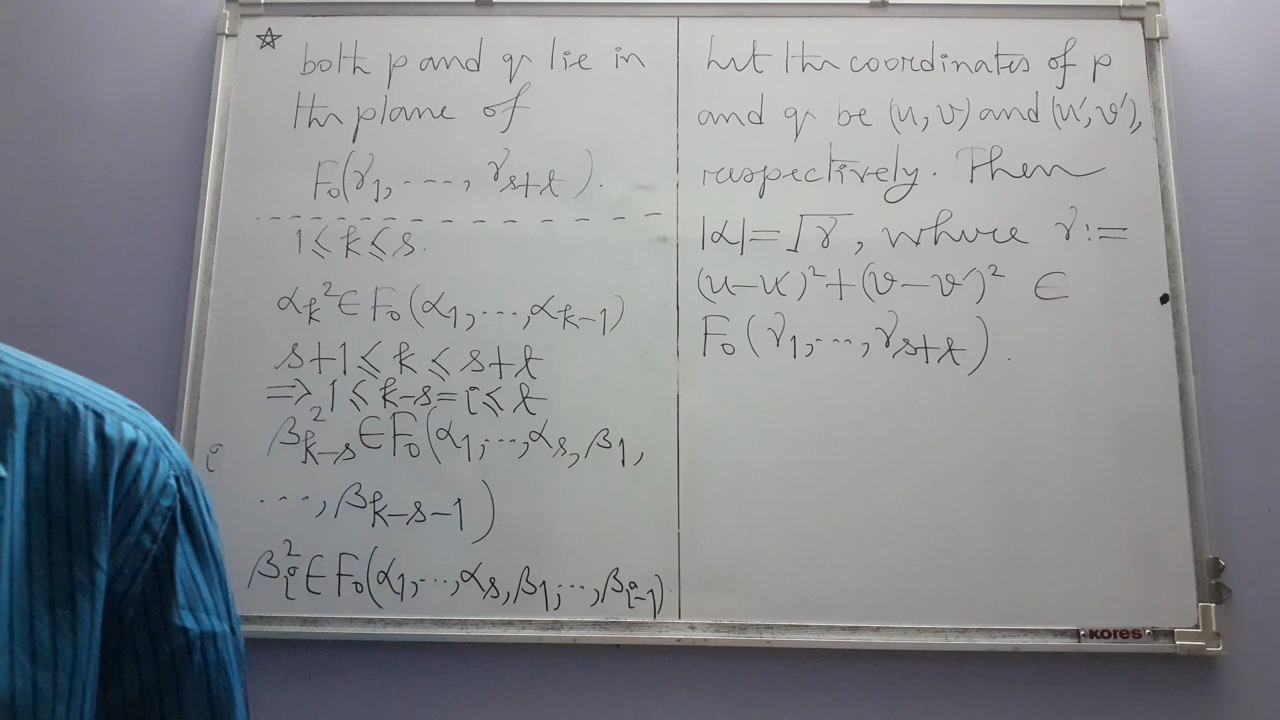 ☆ both p and q lie in
the plane of
F₀(γ₁, ----, γₛ₊ₜ).
1 ≤ k ≤ s.
αₖ² ∈ F₀(α₁, ..., αₖ₋₁)
s+1 ≤ k ≤ s+t
⇒ 1 ≤ k-s = i ≤ t
i β²ₖ₋ₛ ∈ F₀(α₁, ..., αₛ, β₁,
..., βₖ₋ₛ₋₁)
βᵢ² ∈ F₀(α₁, ..., αₛ, β₁, ..., βᵢ₋₁)
Let the coordinates of p
and q be (u, v) and (u', v'),
respectively. Then
|α| = √γ, where γ :=
(u-u')² + (v-v')² ∈
F₀(γ₁, ..., γₛ₊ₜ).
KORES